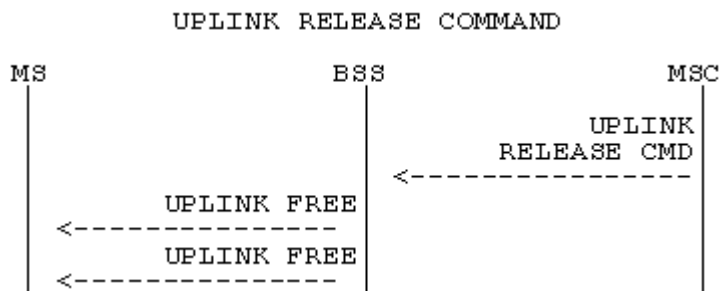 UPLINK RELEASE COMMAND
MS BSS MSC
UPLINK
RELEASE CMD
UPLINK FREE
UPLINK FREE